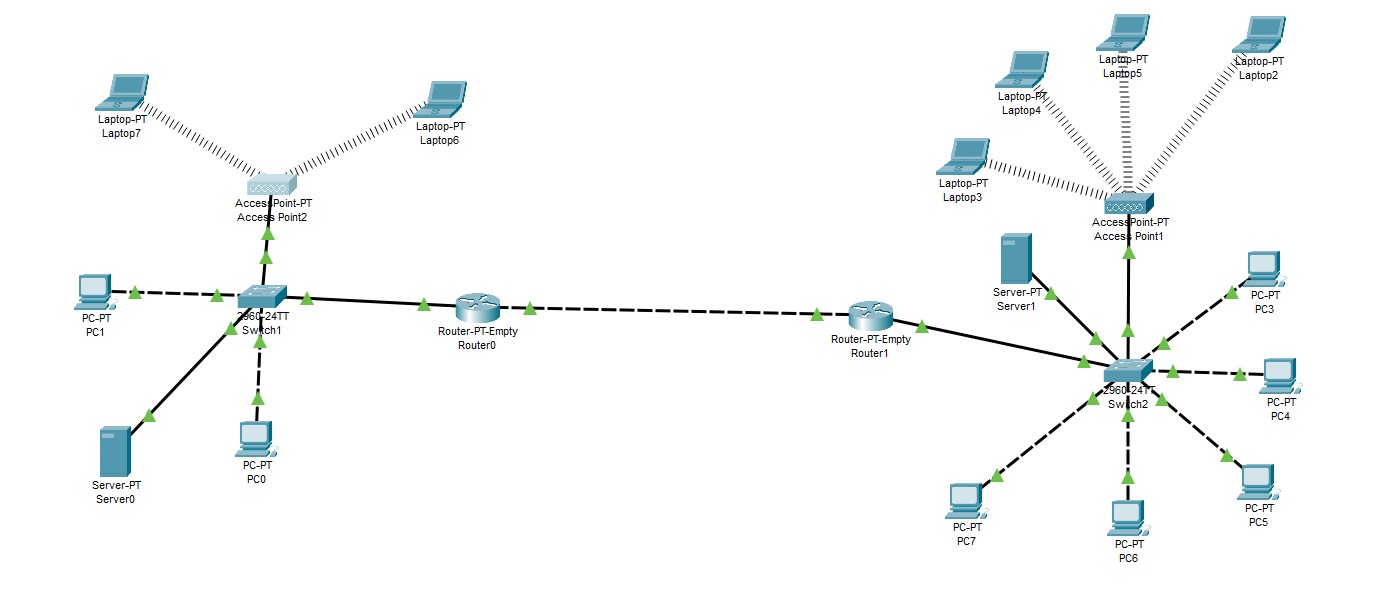 Laptop-PT
Laptop7
Laptop-PT
Laptop6
AccessPoint-PT
Access Point2
PC-PT
PC1
2960-24TT
Switch1
Router-PT-Empty
Router0
Server-PT
Server0
PC-PT
PC0
Laptop-PT
Laptop5
Laptop-PT
Laptop2
Laptop-PT
Laptop4
Laptop-PT
Laptop3
AccessPoint-PT
Access Point1
Server-PT
Server1
PC-PT
PC3
Router-PT-Empty
Router1
2960-24TT
Switch2
PC-PT
PC4
PC-PT
PC5
PC-PT
PC7
PC-PT
PC6